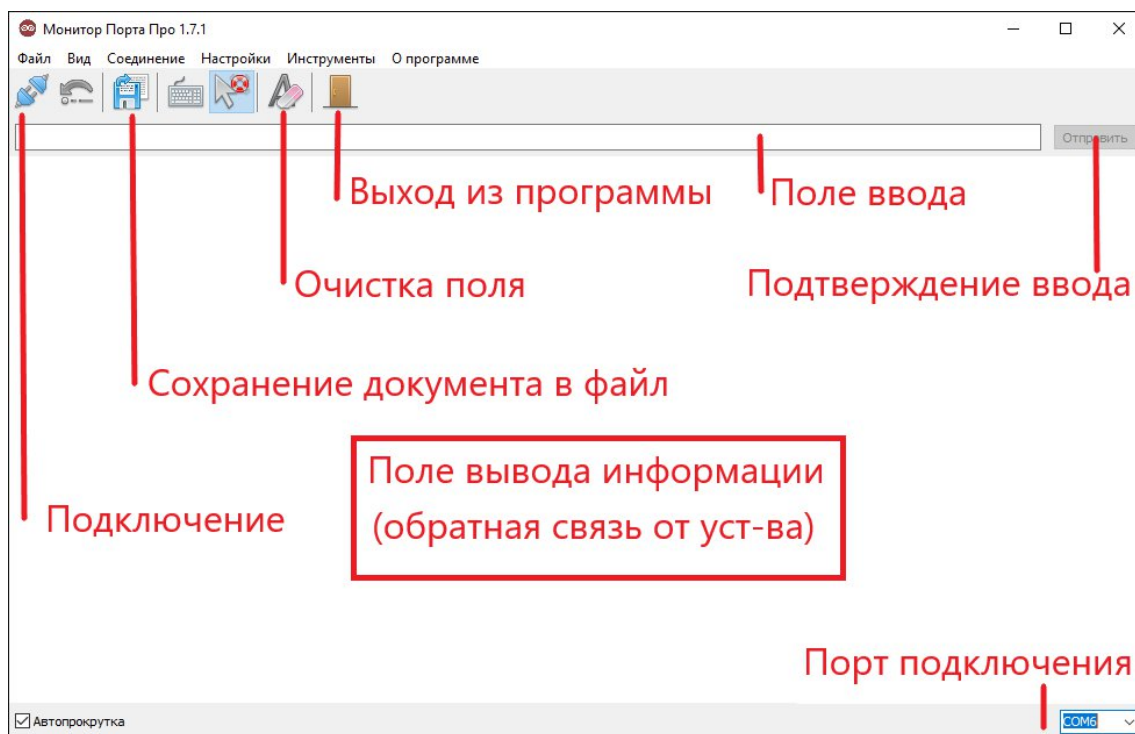 Монитор Порта Про 1.7.1
Файл Вид Соединение Настройки Инструменты О программе
Отправить
Выход из программы
Поле ввода
Очистка поля
Подтверждение ввода
Сохранение документа в файл
Поле вывода информации
(обратная связь от уст-ва)
Подключение
Порт подключения
Автопрокрутка
COM6